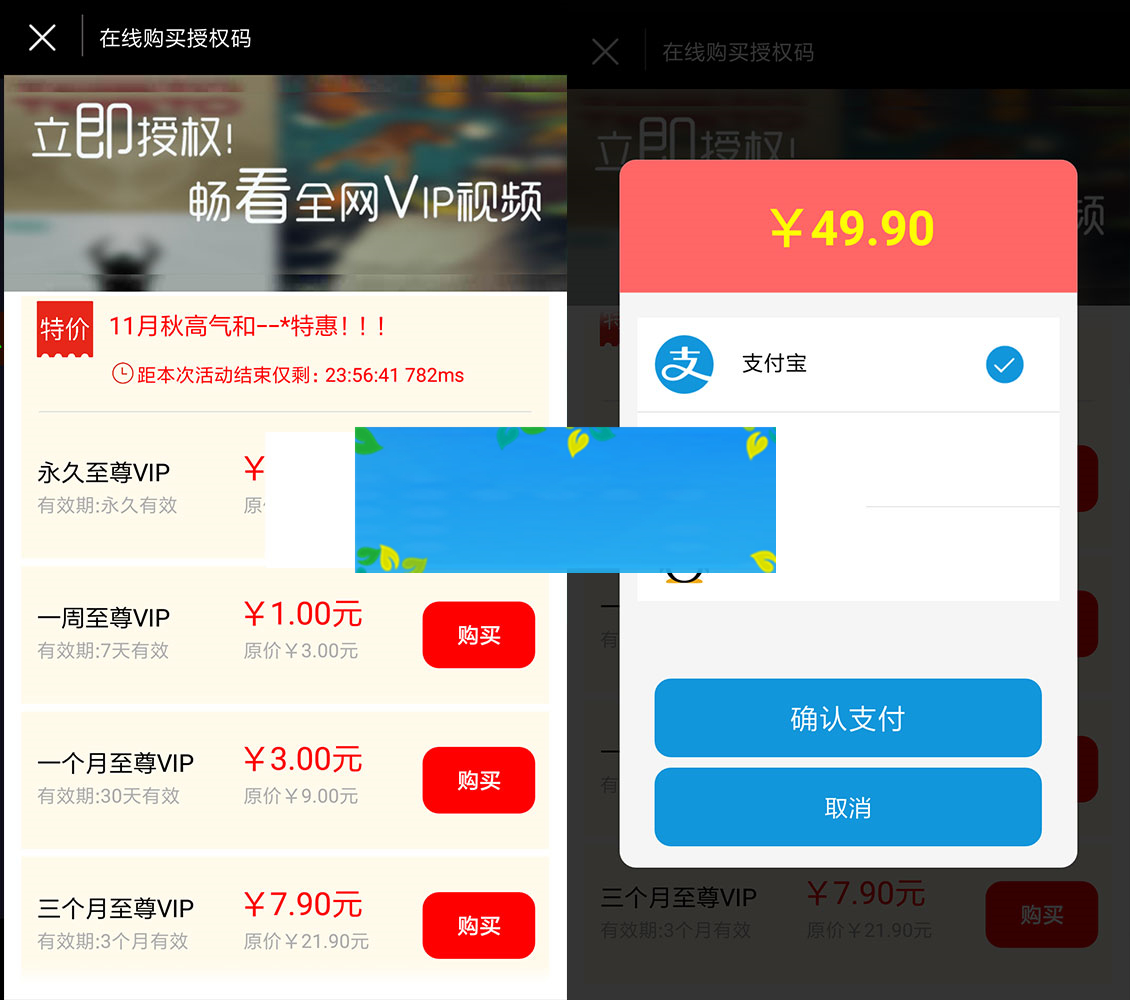 在线购买授权码
立即授权!
畅看全网VIP视频
特价
11月秋高气和--*特惠！！！
距本次活动结束仅剩：23:56:41 782ms
永久至尊VIP
￥
有效期:永久有效
原
一周至尊VIP
￥1.00元
购买
有效期:7天有效
原价￥3.00元
一个月至尊VIP
￥3.00元
购买
有效期:30天有效
原价￥9.00元
三个月至尊VIP
￥7.90元
购买
有效期:3个月有效
原价￥21.90元
在线购买授权码
立即授权!
频
￥49.90
支
支付宝
确认支付
取消
一
有
一
有
三个月至尊VIP
￥7.90元
购买
有效期:3个月有效
原价￥21.90元